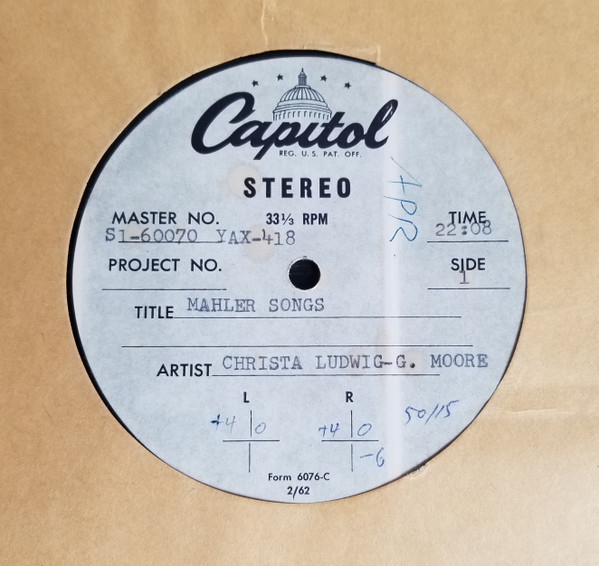 Capitol
REG. U.S. PAT. OFF.
STEREO
MASTER NO. 33⅓ RPM TIME
S1-60070 YAX-418 22:08
APR
PROJECT NO. SIDE
1
TITLE MAHLER SONGS
ARTIST CHRISTA LUDWIG-G. MOORE
L R
+4 0 +4 0 50/15
-6
Form 6076-C
2/62